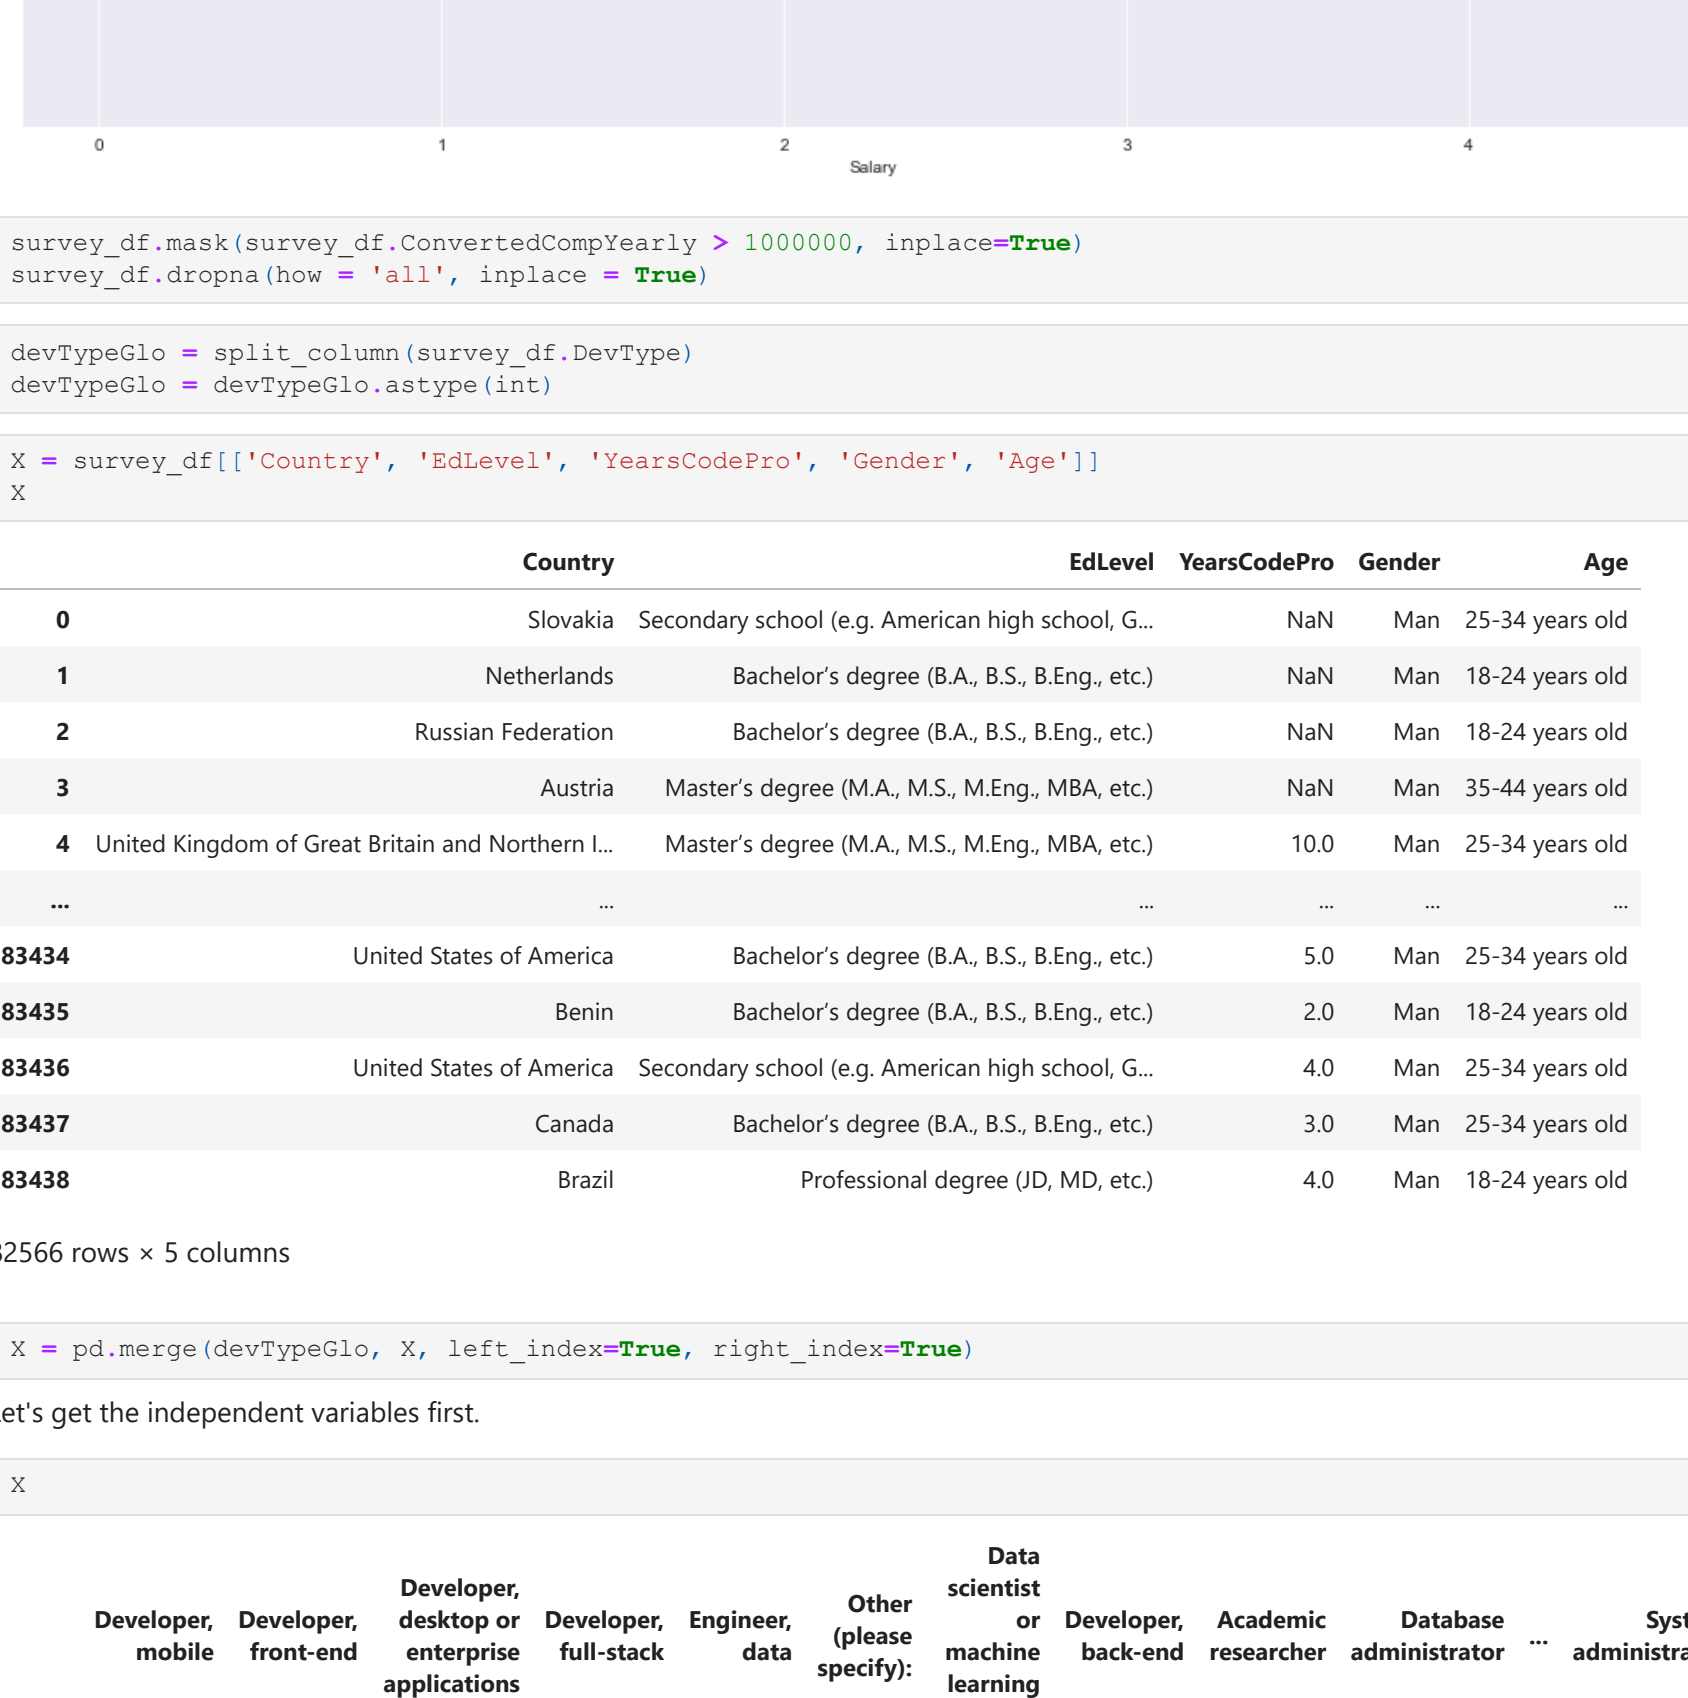 0 1 2 3 4
Salary
survey_df.mask(survey_df.ConvertedCompYearly > 1000000, inplace=True)
survey_df.dropna(how = 'all', inplace = True)
devTypeGlo = split_column(survey_df.DevType)
devTypeGlo = devTypeGlo.astype(int)
X = survey_df[['Country', 'EdLevel', 'YearsCodePro', 'Gender', 'Age']]
X
Country EdLevel YearsCodePro Gender Age
0 Slovakia Secondary school (e.g. American high school, G... NaN Man 25-34 years old
1 Netherlands Bachelor’s degree (B.A., B.S., B.Eng., etc.) NaN Man 18-24 years old
2 Russian Federation Bachelor’s degree (B.A., B.S., B.Eng., etc.) NaN Man 18-24 years old
3 Austria Master’s degree (M.A., M.S., M.Eng., MBA, etc.) NaN Man 35-44 years old
4 United Kingdom of Great Britain and Northern I... Master’s degree (M.A., M.S., M.Eng., MBA, etc.) 10.0 Man 25-34 years old
... ... ... ... ... ...
83434 United States of America Bachelor’s degree (B.A., B.S., B.Eng., etc.) 5.0 Man 25-34 years old
83435 Benin Bachelor’s degree (B.A., B.S., B.Eng., etc.) 2.0 Man 18-24 years old
83436 United States of America Secondary school (e.g. American high school, G... 4.0 Man 25-34 years old
83437 Canada Bachelor’s degree (B.A., B.S., B.Eng., etc.) 3.0 Man 25-34 years old
83438 Brazil Professional degree (JD, MD, etc.) 4.0 Man 18-24 years old
82566 rows × 5 columns
X = pd.merge(devTypeGlo, X, left_index=True, right_index=True)
et's get the independent variables first.
X
Data
Developer, scientist
Other
Developer, Developer, desktop or Developer, Engineer, or Developer, Academic Database Syst
(please
mobile front-end enterprise full-stack data machine back-end researcher administrator ... administra
specify):
applications learning